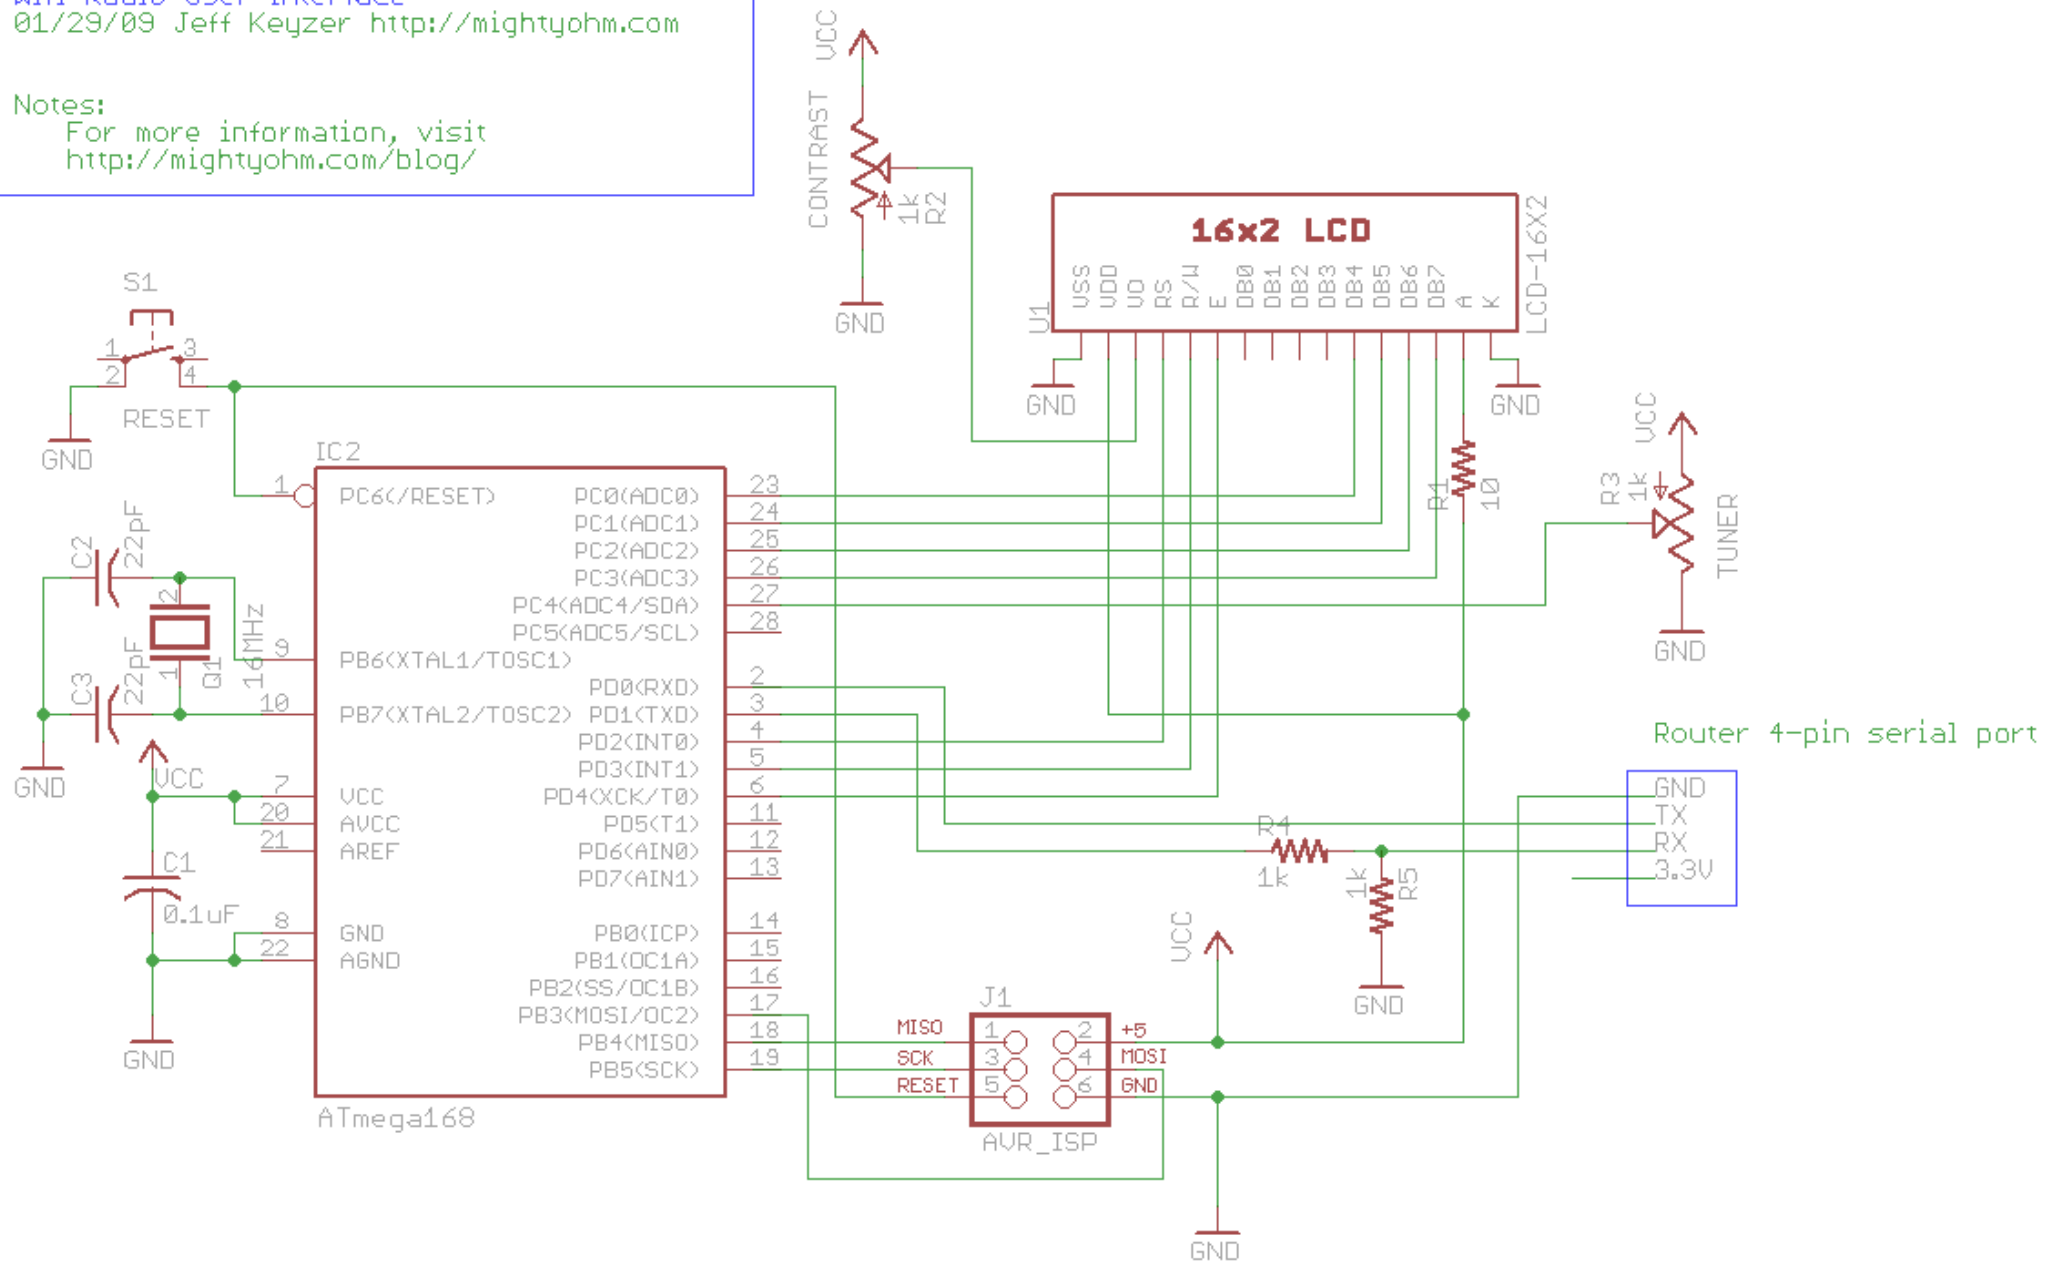 WiFi Radio User Interface
01/29/09 Jeff Keyzer http://mightyohm.com
Notes:
For more information, visit
http://mightyohm.com/blog/
VCC
CONTRAST
1k
R2
GND
16x2 LCD
LCD-16X2
U1
VSS
VDD
VO
RS
R/W
E
DB0
DB1
DB2
DB3
DB4
DB5
DB6
DB7
A
K
GND
GND
R1
10
VCC
R3
1k
TUNER
GND
S1
1
3
2
4
RESET
GND
IC2
1
PC6(/RESET)
9
PB6(XTAL1/TOSC1)
10
PB7(XTAL2/TOSC2)
7
VCC
20
AVCC
21
AREF
8
GND
22
AGND
PC0(ADC0)
23
PC1(ADC1)
24
PC2(ADC2)
25
PC3(ADC3)
26
PC4(ADC4/SDA)
27
PC5(ADC5/SCL)
28
PD0(RXD)
2
PD1(TXD)
3
PD2(INT0)
4
PD3(INT1)
5
PD4(XCK/T0)
6
PD5(T1)
11
PD6(AIN0)
12
PD7(AIN1)
13
PB0(ICP)
14
PB1(OC1A)
15
PB2(SS/OC1B)
16
PB3(MOSI/OC2)
17
PB4(MISO)
18
PB5(SCK)
19
ATmega168
C2
22pF
2
1
Q1
16MHz
C3
22pF
GND
VCC
C1
0.1uF
GND
Router 4-pin serial port
GND
TX
RX
3.3V
R4
1k
1k
R5
GND
VCC
J1
MISO
1
2
+5
SCK
3
4
MOSI
RESET
5
6
GND
AVR_ISP
GND